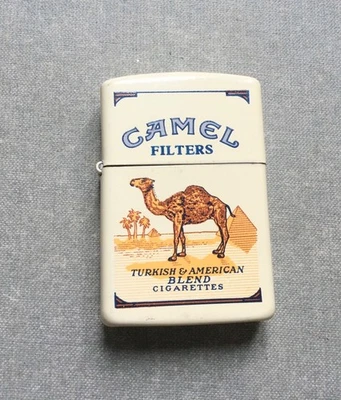 CAMEL
FILTERS
TURKISH & AMERICAN
BLEND
CIGARETTES